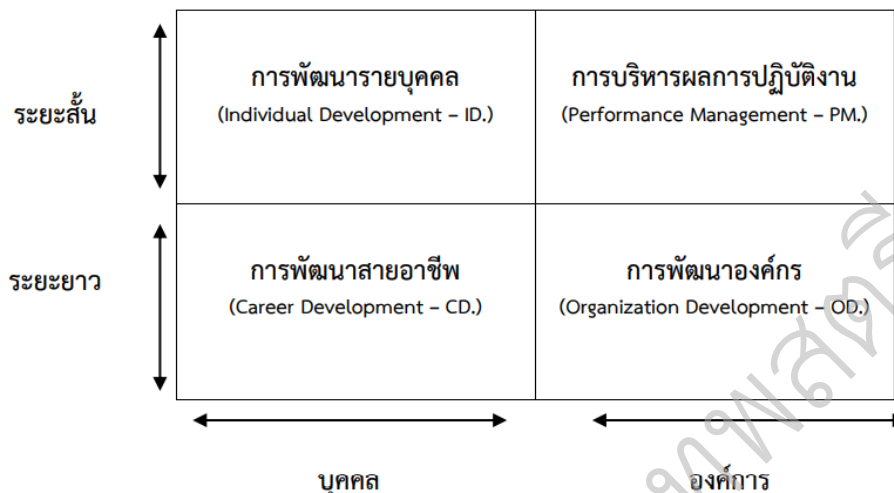 การพัฒนารายบุคคล
(Individual Development – ID.)
การบริหารผลการปฏิบัติงาน
(Performance Management – PM.)
ระยะสั้น
การพัฒนาสายอาชีพ
(Career Development – CD.)
การพัฒนาองค์กร
(Organization Development – OD.)
ระยะยาว
บุคคล
องค์การ